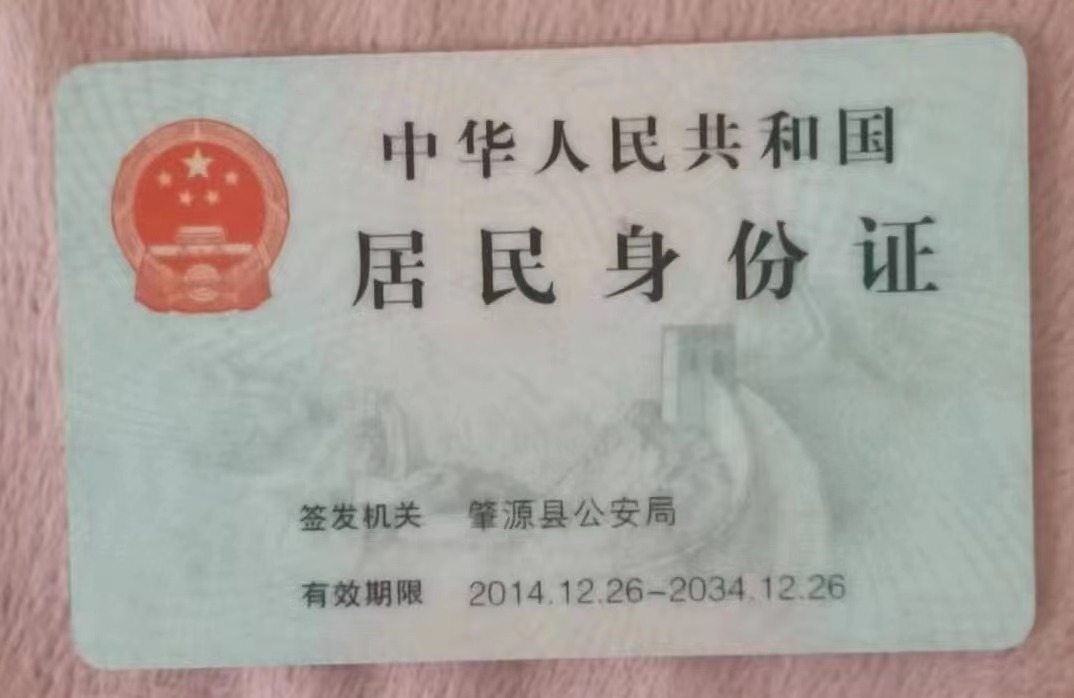 中华人民共和国
居民身份证
签发机关 肇源县公安局
有效期限 2014.12.26-2034.12.26